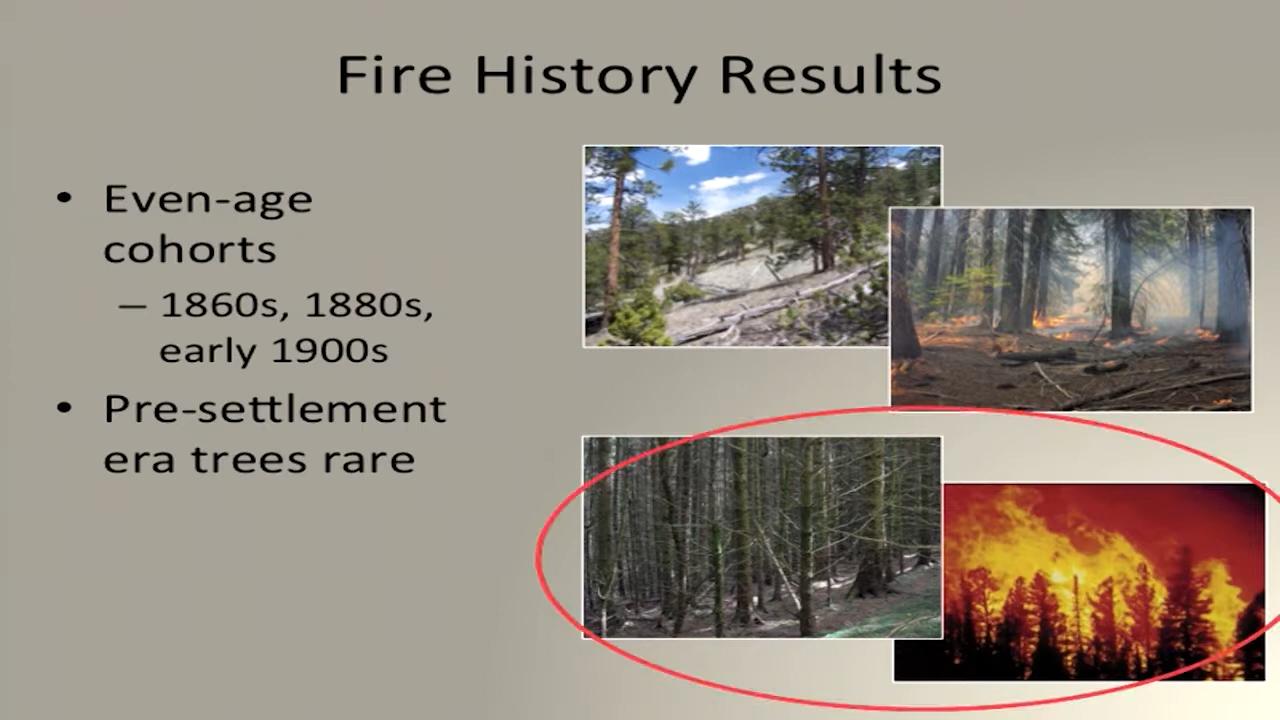 Fire History Results
• Even-age
cohorts
– 1860s, 1880s,
early 1900s
• Pre-settlement
era trees rare